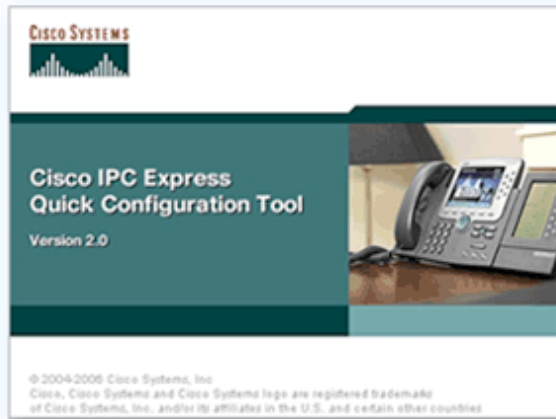 CISCO SYSTEMS
Cisco IPC Express
Quick Configuration Tool
Version 2.0
© 2004-2006 Cisco Systems, Inc
Cisco, Cisco Systems and Cisco Systems logo are registered trademarks
of Cisco Systems, Inc. and/or its affiliates in the U.S. and certain other countries